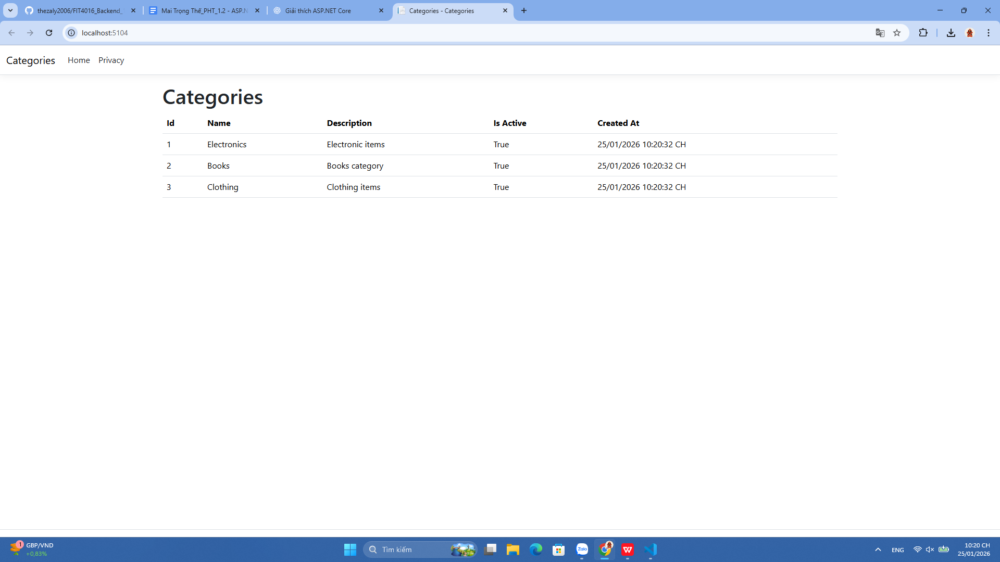 thezaly2006/FIT4016_Backend_
Mai Trọng Thế_PHT_1.2 - ASP.N
Giải thích ASP.NET Core
Categories - Categories
localhost:5104
Categories Home Privacy
Categories
Id Name Description Is Active Created At
1 Electronics Electronic items True 25/01/2026 10:20:32 CH
2 Books Books category True 25/01/2026 10:20:32 CH
3 Clothing Clothing items True 25/01/2026 10:20:32 CH
1
GBP/VND
+0,83%
Tìm kiếm
Zalo
ENG
10:20 CH
25/01/2026